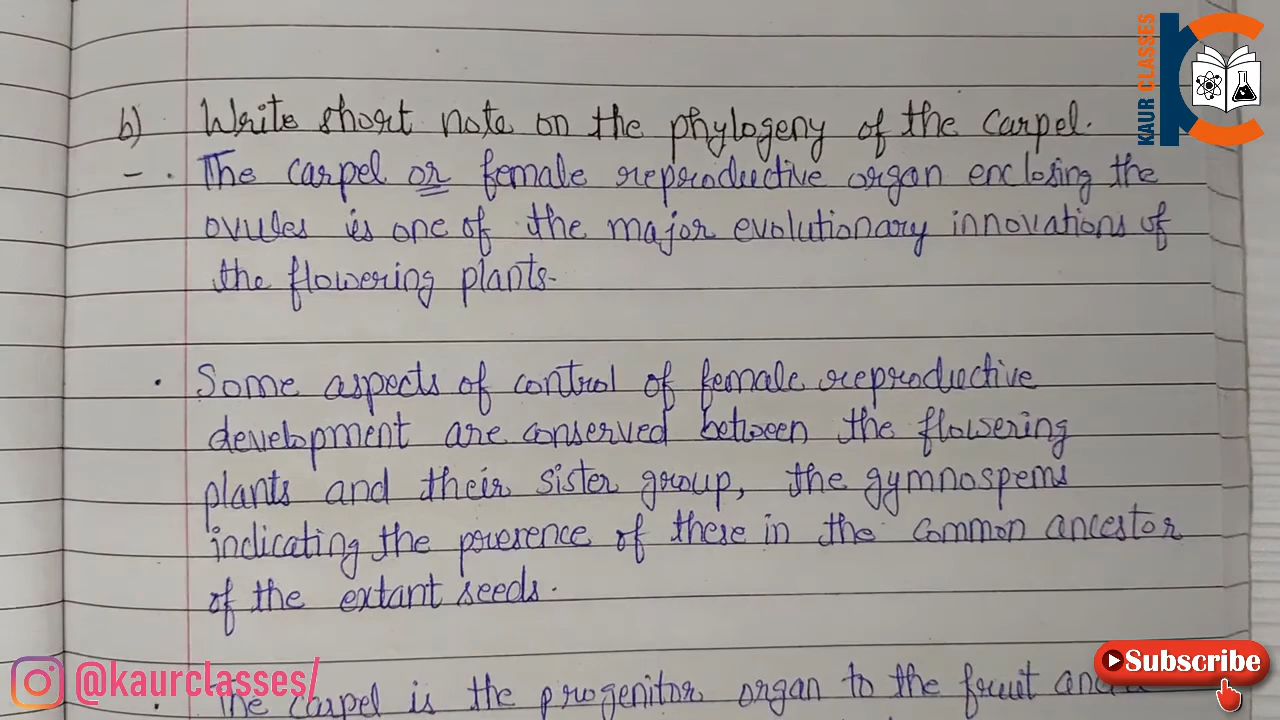 KAUR CLASSES
b) Write short note on the phylogeny of the carpel.
- . The carpel or female reproductive organ enclosing the
ovules is one of the major evolutionary innovations of
the flowering plants.
. Some aspects of control of female reproductive
development are conserved between the flowering
plants and their sister group, the gymnospems
indicating the presence of these in the common ancestor
of the extant seeds.
. The carpel is the progenitor organ to the fruit and
@kaurclasses/
Subscribe